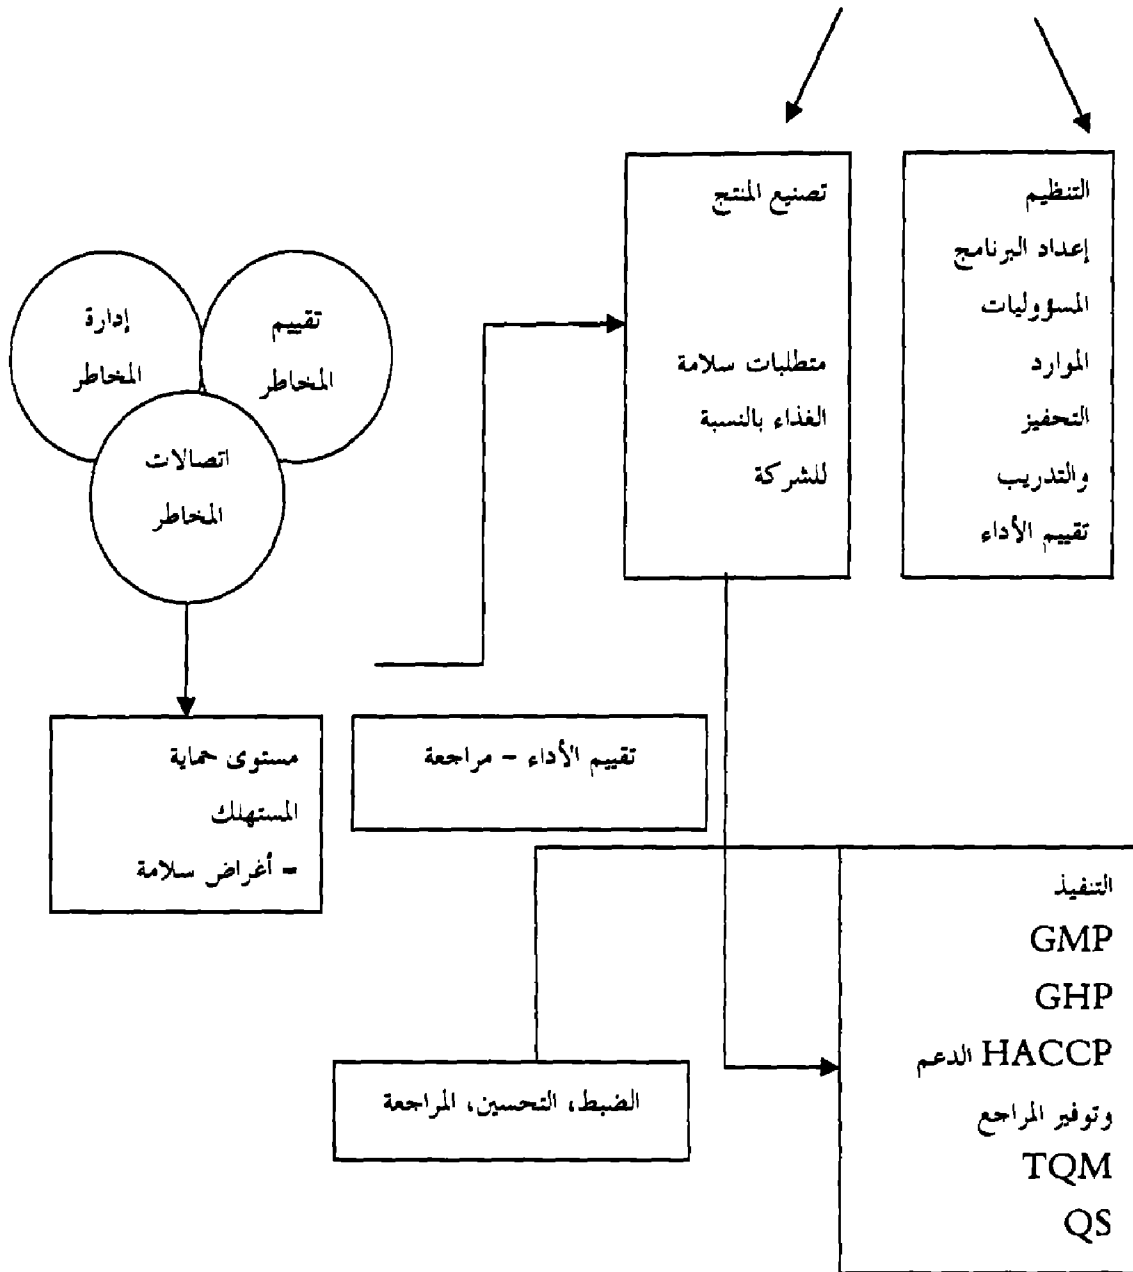 التنظيم
إعداد البرنامج
المسؤوليات
الموارد
التحفيز
والتدريب
تقييم الأداء
تصنيع المنتج
متطلبات سلامة
الغذاء بالنسبة
للشركة
تقييم
المخاطر
إدارة
المخاطر
اتصالات
المخاطر
تقييم الأداء - مراجعة
مستوى حماية
المستهلك
- أغراض سلامة
التنفيذ
GMP
GHP
HACCP الدعم
وتوفير المراجع
TQM
QS
الضبط، التحسين، المراجعة